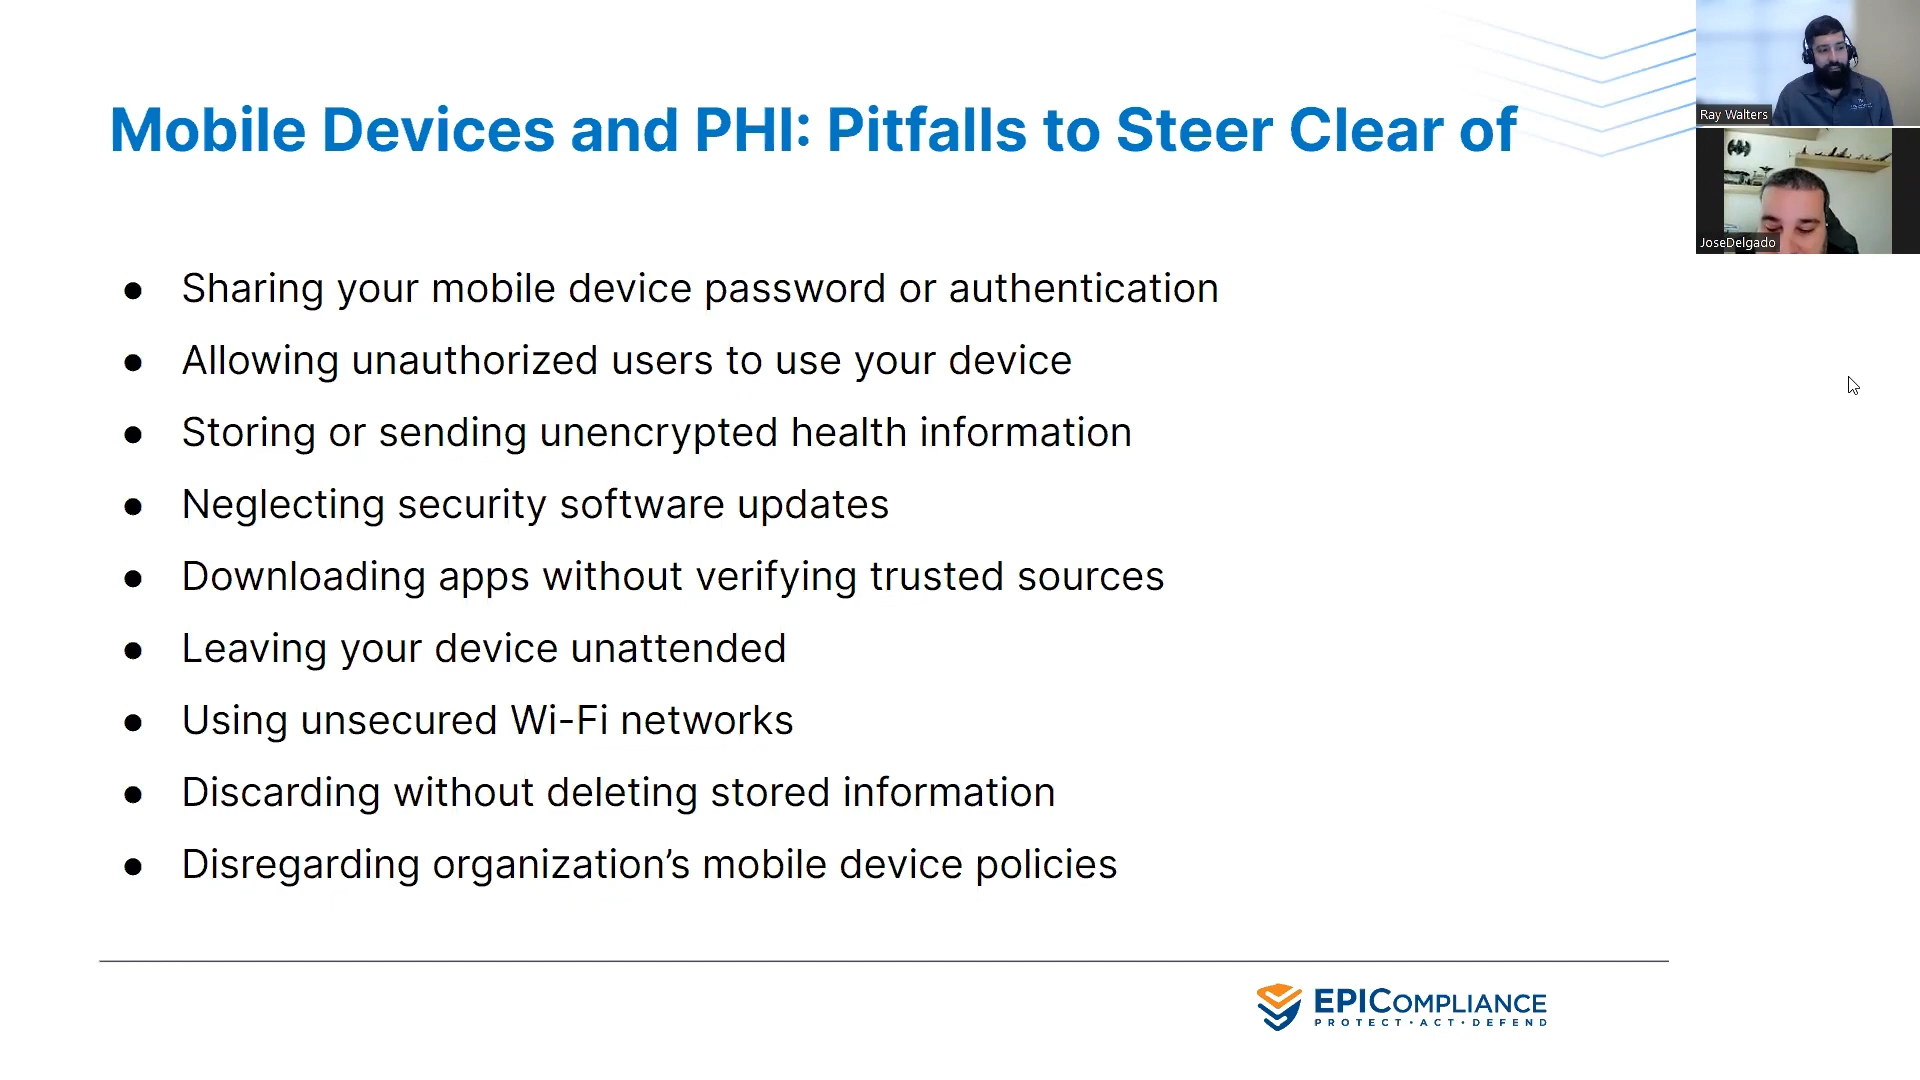 Mobile Devices and PHI: Pitfalls to Steer Clear of
Ray Walters
JoseDelgado
● Sharing your mobile device password or authentication
● Allowing unauthorized users to use your device
● Storing or sending unencrypted health information
● Neglecting security software updates
● Downloading apps without verifying trusted sources
● Leaving your device unattended
● Using unsecured Wi-Fi networks
● Discarding without deleting stored information
● Disregarding organization’s mobile device policies
EPICOMPLIANCE
PROTECT·ACT·DEFEND